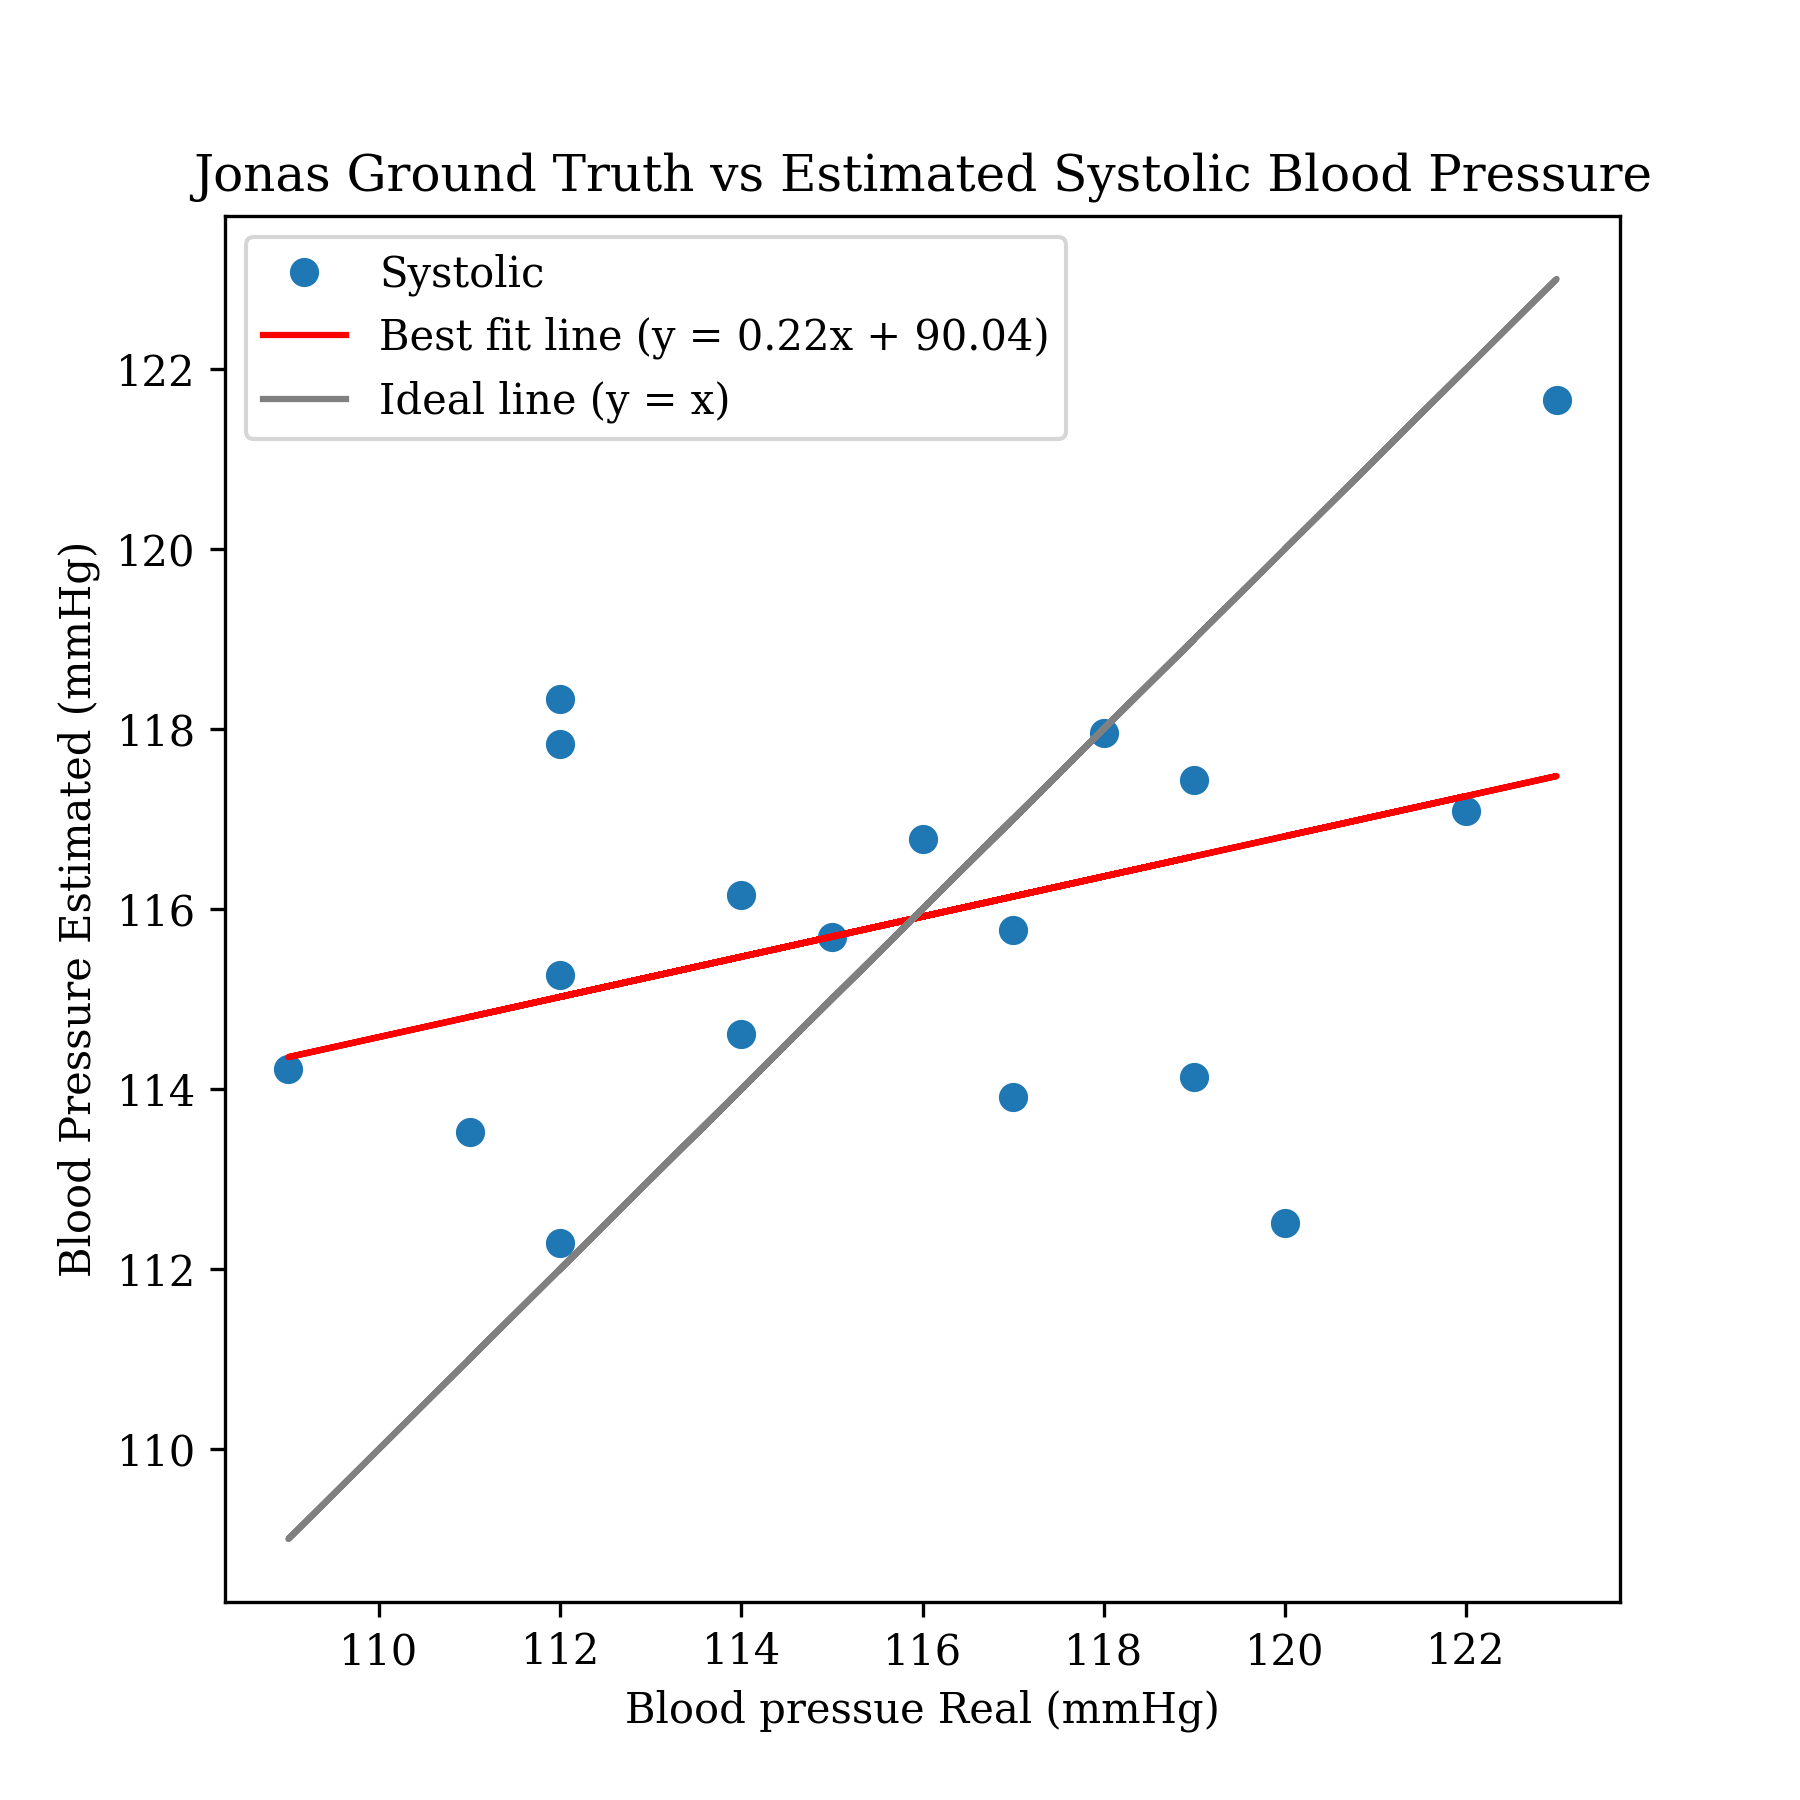 Jonas Ground Truth vs Estimated Systolic Blood Pressure
Systolic
Best fit line (y = 0.22x + 90.04)
Ideal line (y = x)
122
120
118
116
114
112
110
Blood Pressure Estimated (mmHg)
110 112 114 116 118 120 122
Blood pressue Real (mmHg)